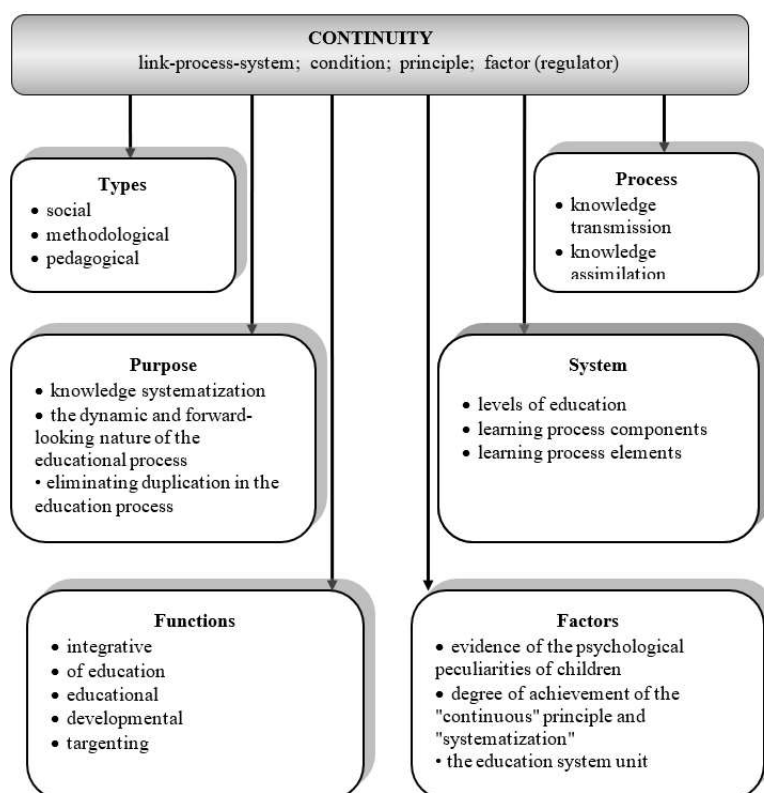 CONTINUITY
link-process-system; condition; principle; factor (regulator)
Types
• social
• methodological
• pedagogical
Process
• knowledge
transmission
• knowledge
assimilation
Purpose
• knowledge systematization
• the dynamic and forward-
looking nature of the
educational process
• eliminating duplication in the
education process
System
• levels of education
• learning process components
• learning process elements
Functions
• integrative
• of education
• educational
• developmental
• targenting
Factors
• evidence of the psychological
peculiarities of children
• degree of achievement of the
"continuous" principle and
"systematization"
• the education system unit